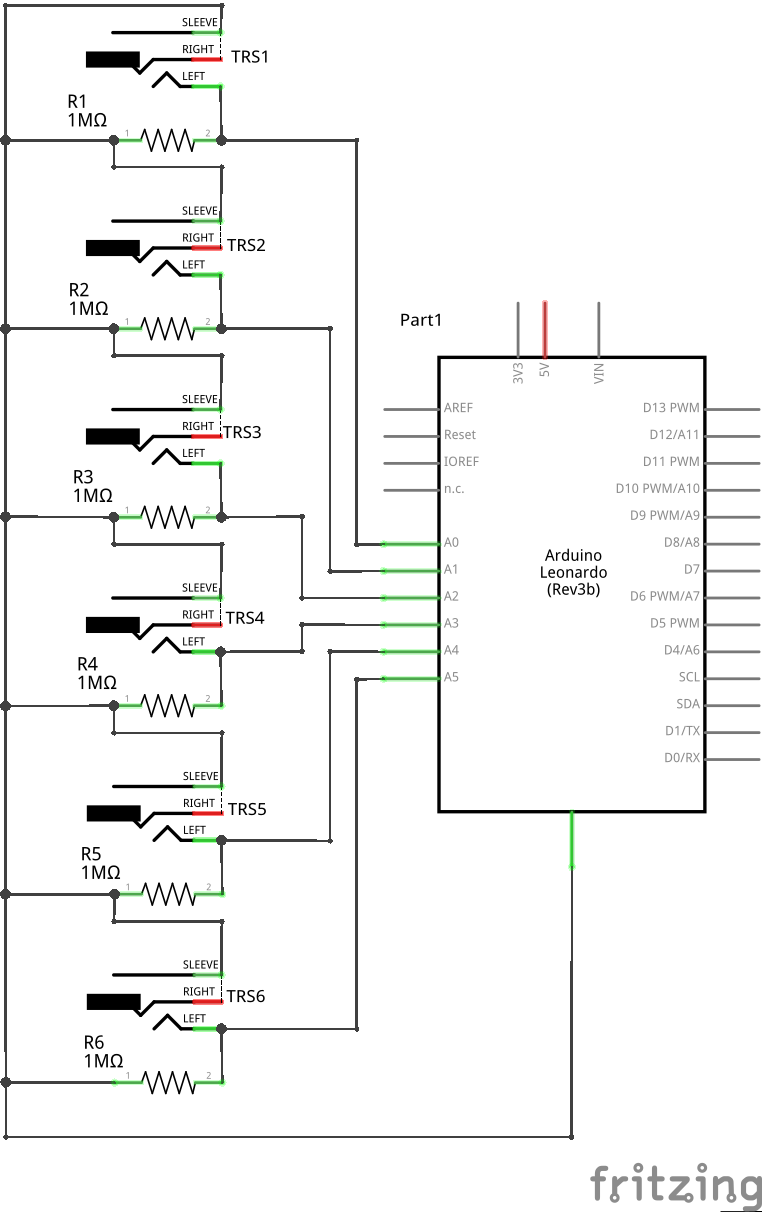 SLEEVE
RIGHT
TRS1
LEFT
R1
1MΩ
1 2
SLEEVE
RIGHT
TRS2
LEFT
R2
1MΩ
1 2
SLEEVE
RIGHT
TRS3
LEFT
R3
1MΩ
1 2
SLEEVE
RIGHT
TRS4
LEFT
R4
1MΩ
1 2
SLEEVE
RIGHT
TRS5
LEFT
R5
1MΩ
1 2
SLEEVE
RIGHT
TRS6
LEFT
R6
1MΩ
1 2
Part1
3V3
5V
VIN
AREF
Reset
IOREF
n.c.
A0
A1
A2
A3
A4
A5
Arduino
Leonardo
(Rev3b)
D13 PWM
D12/A11
D11 PWM
D10 PWM/A10
D9 PWM/A9
D8/A8
D7
D6 PWM/A7
D5 PWM
D4/A6
SCL
SDA
D1/TX
D0/RX
fritzing